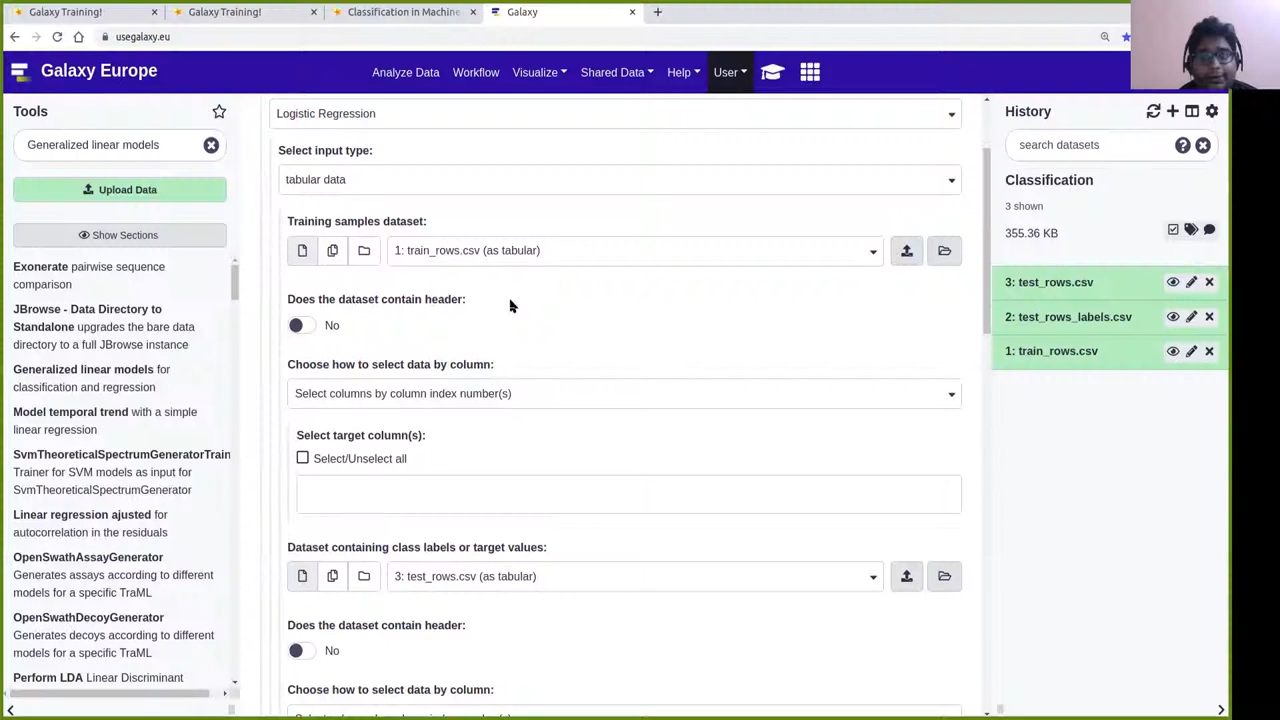 Galaxy Training!
Galaxy Training!
Classification in Machine
Galaxy
usegalaxy.eu
Galaxy Europe
Analyze Data
Workflow
Visualize
Shared Data
Help
User
Tools
Generalized linear models
Upload Data
Show Sections
Exonerate pairwise sequence
comparison
JBrowse - Data Directory to
Standalone upgrades the bare data
directory to a full JBrowse instance
Generalized linear models for
classification and regression
Model temporal trend with a simple
linear regression
SvmTheoreticalSpectrumGeneratorTrain
Trainer for SVM models as input for
SvmTheoreticalSpectrumGenerator
Linear regression ajusted for
autocorrelation in the residuals
OpenSwathAssayGenerator
Generates assays according to different
models for a specific TraML
OpenSwathDecoyGenerator
Generates decoys according to different
models for a specific TraML
Perform LDA Linear Discriminant
Logistic Regression
Select input type:
tabular data
Training samples dataset:
1: train_rows.csv (as tabular)
Does the dataset contain header:
No
Choose how to select data by column:
Select columns by column index number(s)
Select target column(s):
Select/Unselect all
Dataset containing class labels or target values:
3: test_rows.csv (as tabular)
Does the dataset contain header:
No
Choose how to select data by column:
History
search datasets
Classification
3 shown
355.36 KB
3: test_rows.csv
2: test_rows_labels.csv
1: train_rows.csv